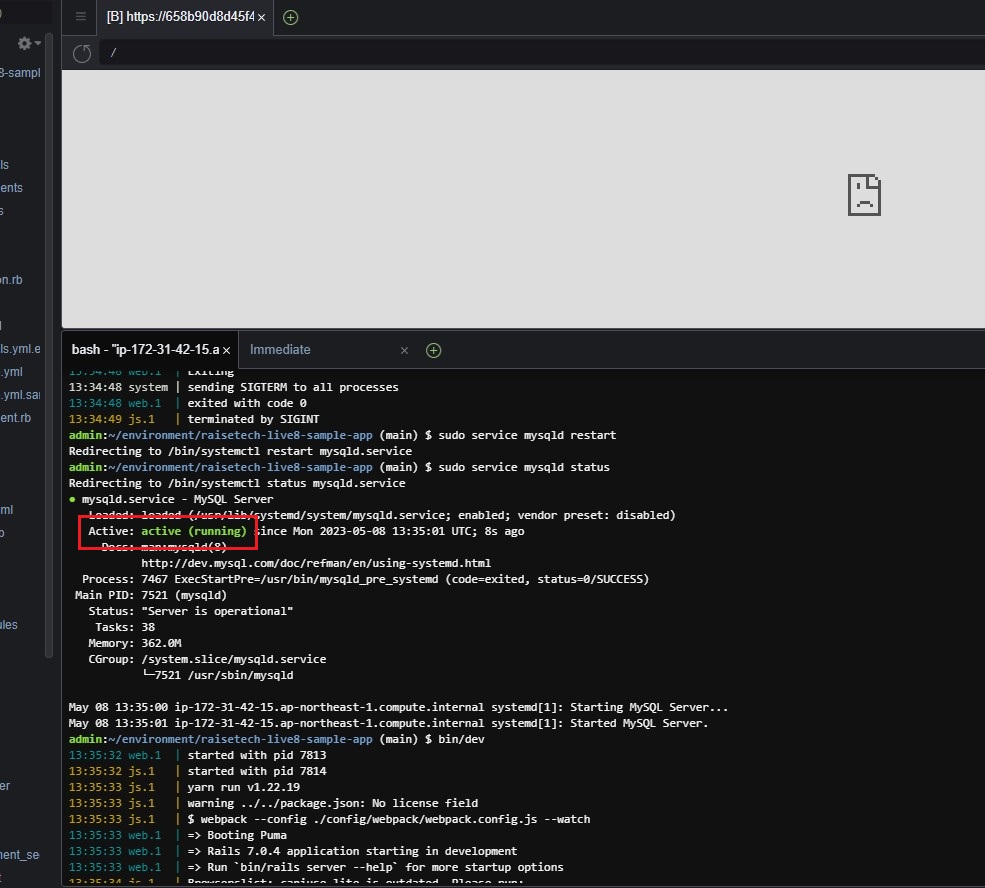 [B] https://658b90d8d45f4
/
8-sampl
ls
ents
s
on.rb
ls.yml.e
.yml
.yml.sar
ent.rb
ml
b
ules
er
nent_se
t
bash - "ip-172-31-42-15.a
Immediate
13:34:48 web.1 | Exiting
13:34:48 system | sending SIGTERM to all processes
13:34:48 web.1 | exited with code 0
13:34:49 js.1 | terminated by SIGINT
admin:~/environment/raisetech-live8-sample-app (main) $ sudo service mysqld restart
Redirecting to /bin/systemctl restart mysqld.service
admin:~/environment/raisetech-live8-sample-app (main) $ sudo service mysqld status
Redirecting to /bin/systemctl status mysqld.service
● mysqld.service - MySQL Server
Loaded: loaded (/usr/lib/systemd/system/mysqld.service; enabled; vendor preset: disabled)
Active: active (running) since Mon 2023-05-08 13:35:01 UTC; 8s ago
Docs: man:mysqld(8)
http://dev.mysql.com/doc/refman/en/using-systemd.html
Process: 7467 ExecStartPre=/usr/bin/mysqld_pre_systemd (code=exited, status=0/SUCCESS)
Main PID: 7521 (mysqld)
Status: "Server is operational"
Tasks: 38
Memory: 362.0M
CGroup: /system.slice/mysqld.service
└─7521 /usr/sbin/mysqld
May 08 13:35:00 ip-172-31-42-15.ap-northeast-1.compute.internal systemd[1]: Starting MySQL Server...
May 08 13:35:01 ip-172-31-42-15.ap-northeast-1.compute.internal systemd[1]: Started MySQL Server.
admin:~/environment/raisetech-live8-sample-app (main) $ bin/dev
13:35:32 web.1 | started with pid 7813
13:35:32 js.1 | started with pid 7814
13:35:33 js.1 | yarn run v1.22.19
13:35:33 js.1 | warning ../../package.json: No license field
13:35:33 js.1 | $ webpack --config ./config/webpack/webpack.config.js --watch
13:35:33 web.1 | => Booting Puma
13:35:33 web.1 | => Rails 7.0.4 application starting in development
13:35:33 web.1 | => Run `bin/rails server --help` for more startup options
13:35:34 js.1 | Browserslist: caniuse-lite is outdated. Please run: